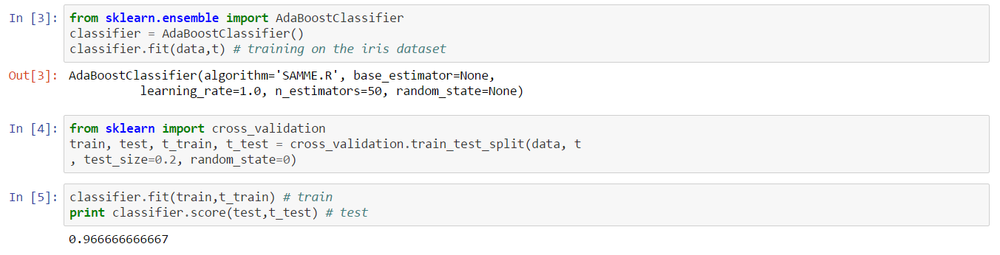 In [3]: from sklearn.ensemble import AdaBoostClassifier
classifier = AdaBoostClassifier()
classifier.fit(data,t) # training on the iris dataset
Out[3]: AdaBoostClassifier(algorithm='SAMME.R', base_estimator=None,
learning_rate=1.0, n_estimators=50, random_state=None)
In [4]: from sklearn import cross_validation
train, test, t_train, t_test = cross_validation.train_test_split(data, t
, test_size=0.2, random_state=0)
In [5]: classifier.fit(train,t_train) # train
print classifier.score(test,t_test) # test
0.966666666667